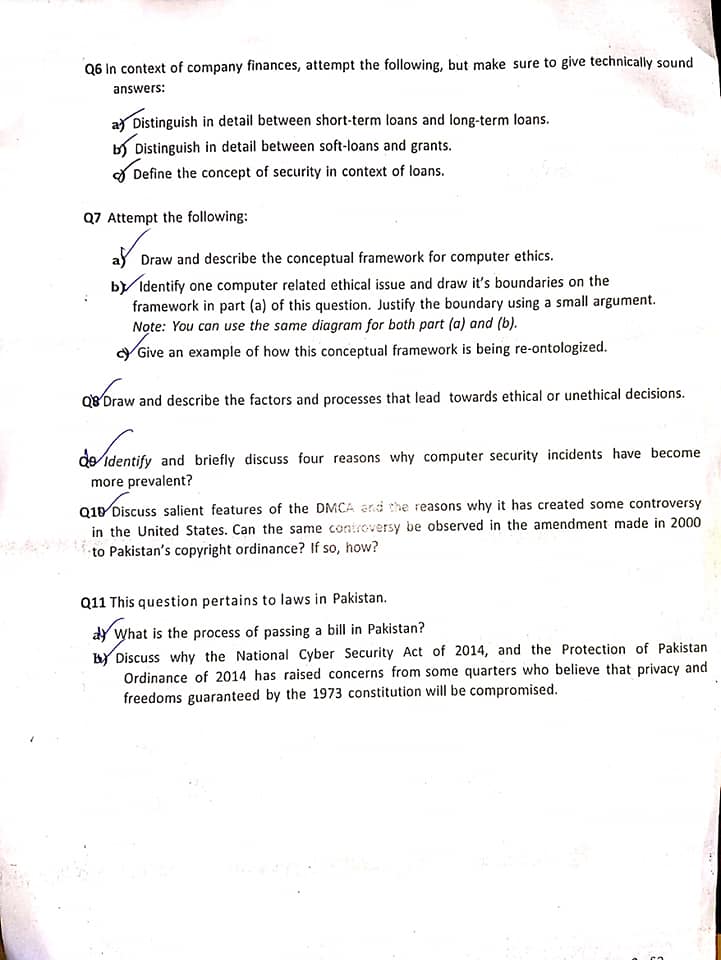 Q6 In context of company finances, attempt the following, but make sure to give technically sound
answers:
a) Distinguish in detail between short-term loans and long-term loans.
b) Distinguish in detail between soft-loans and grants.
c) Define the concept of security in context of loans.
Q7 Attempt the following:
a) Draw and describe the conceptual framework for computer ethics.
b) Identify one computer related ethical issue and draw it's boundaries on the
framework in part (a) of this question. Justify the boundary using a small argument.
Note: You can use the same diagram for both part (a) and (b).
c) Give an example of how this conceptual framework is being re-ontologized.
Q8 Draw and describe the factors and processes that lead towards ethical or unethical decisions.
Identify and briefly discuss four reasons why computer security incidents have become
more prevalent?
Q10 Discuss salient features of the DMCA and the reasons why it has created some controversy
in the United States. Can the same controversy be observed in the amendment made in 2000
to Pakistan's copyright ordinance? If so, how?
Q11 This question pertains to laws in Pakistan.
a) What is the process of passing a bill in Pakistan?
b) Discuss why the National Cyber Security Act of 2014, and the Protection of Pakistan
Ordinance of 2014 has raised concerns from some quarters who believe that privacy and
freedoms guaranteed by the 1973 constitution will be compromised.